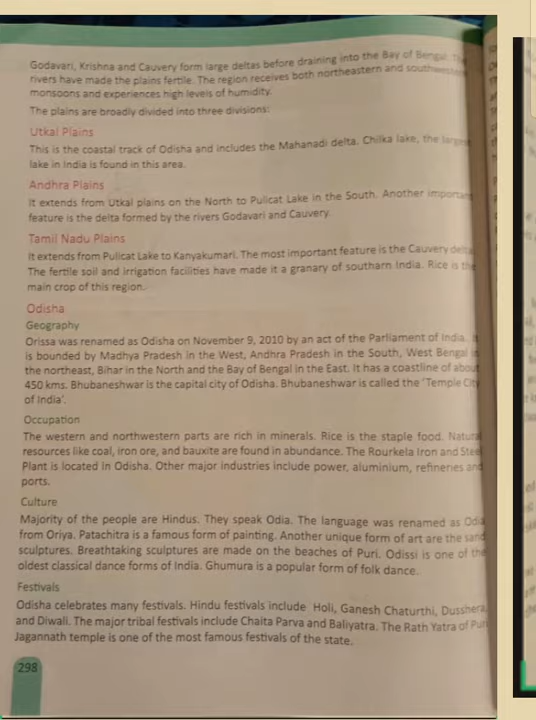 Godavari, Krishna and Cauvery form large deltas before draining into the Bay of Bengal. The
rivers have made the plains fertile. The region receives both northeastern and southwestern
monsoons and experiences high levels of humidity.
The plains are broadly divided into three divisions:
Utkal Plains
This is the coastal track of Odisha and includes the Mahanadi delta. Chilka lake, the largest
lake in India is found in this area.
Andhra Plains
It extends from Utkal plains on the North to Pulicat Lake in the South. Another important
feature is the delta formed by the rivers Godavari and Cauvery.
Tamil Nadu Plains
It extends from Pulicat Lake to Kanyakumari. The most important feature is the Cauvery delta.
The fertile soil and irrigation facilities have made it a granary of southarn India. Rice is the
main crop of this region.
Odisha
Geography
Orissa was renamed as Odisha on November 9, 2010 by an act of the Parliament of India. It
is bounded by Madhya Pradesh in the West, Andhra Pradesh in the South, West Bengal in
the northeast, Bihar in the North and the Bay of Bengal in the East. It has a coastline of about
450 kms. Bhubaneshwar is the capital city of Odisha. Bhubaneshwar is called the 'Temple City
of India'.
Occupation
The western and northwestern parts are rich in minerals. Rice is the staple food. Natural
resources like coal, iron ore, and bauxite are found in abundance. The Rourkela Iron and Steel
Plant is located in Odisha. Other major industries include power, aluminium, refineries and
ports.
Culture
Majority of the people are Hindus. They speak Odia. The language was renamed as Odia
from Oriya. Patachitra is a famous form of painting. Another unique form of art are the sand
sculptures. Breathtaking sculptures are made on the beaches of Puri. Odissi is one of the
oldest classical dance forms of India. Ghumura is a popular form of folk dance.
Festivals
Odisha celebrates many festivals. Hindu festivals include Holi, Ganesh Chaturthi, Dusshera
and Diwali. The major tribal festivals include Chaita Parva and Baliyatra. The Rath Yatra of Puri
Jagannath temple is one of the most famous festivals of the state.
298